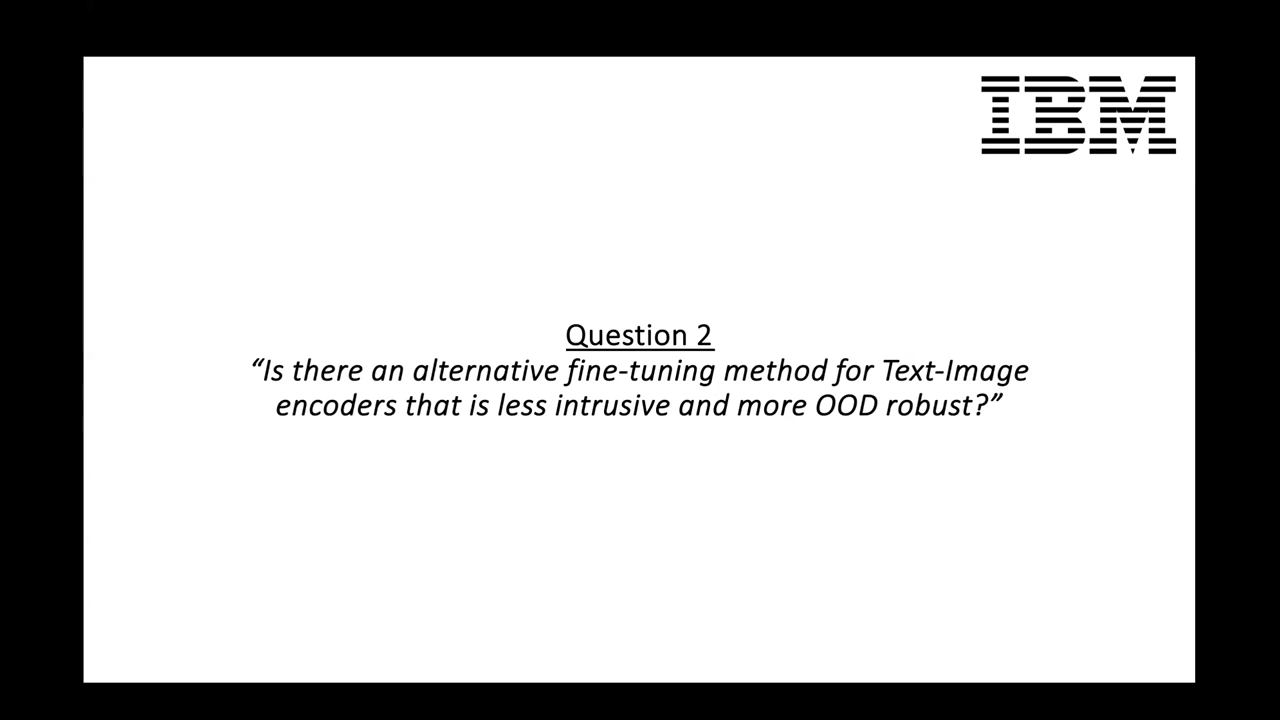 IBM
Question 2
“Is there an alternative fine-tuning method for Text-Image
encoders that is less intrusive and more OOD robust?”